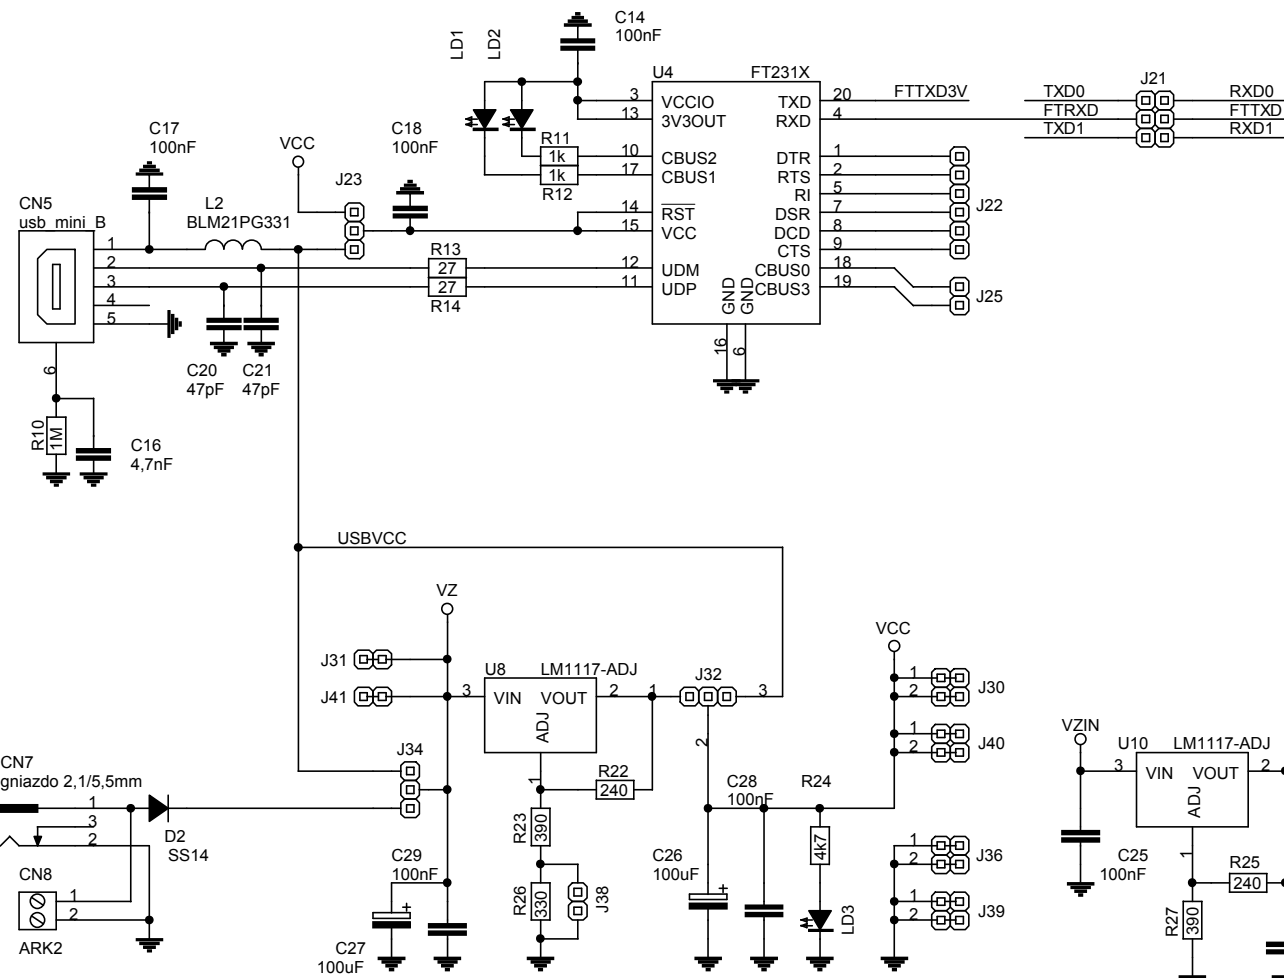 C14
100nF
LD1
LD2
U4 FT231X
3 VCCIO TXD 20 FTTXD3V
13 3V3OUT RXD 4
TXD0 J21 RXD0
FTRXD FTTXD
TXD1 RXD1
R11
1k 10 CBUS2 DTR 1
1k 17 CBUS1 RTS 2
R12
RI 5
14 RST DSR 7
15 VCC DCD 8
CTS 9
J22
12 UDM CBUS0 18
11 UDP CBUS3 19
J25
GND GND
16 6
C17
100nF
VCC
C18
100nF
J23
CN5
usb mini B
L2
BLM21PG331
1
2
3
4
5
6
R13
27
27
R14
C20
47pF
C21
47pF
R10
1M
C16
4,7nF
USBVCC
VZ
J31
J41
U8 LM1117-ADJ
3 VIN VOUT 2
ADJ
1
1 J32 3
2
R22
240
R23
390
R26
330
J38
J34
CN7
gniazdo 2,1/5,5mm
1
3
2
D2
SS14
CN8
1
2
ARK2
C29
100nF
C27
100uF
+
C28
100nF
C26
100uF
+
R24
4k7
LD3
VCC
1
2
J30
1
2
J40
1
2
J36
1
2
J39
VZIN
U10 LM1117-ADJ
3 VIN VOUT 2
ADJ
1
C25
100nF
R25
240
R27
390